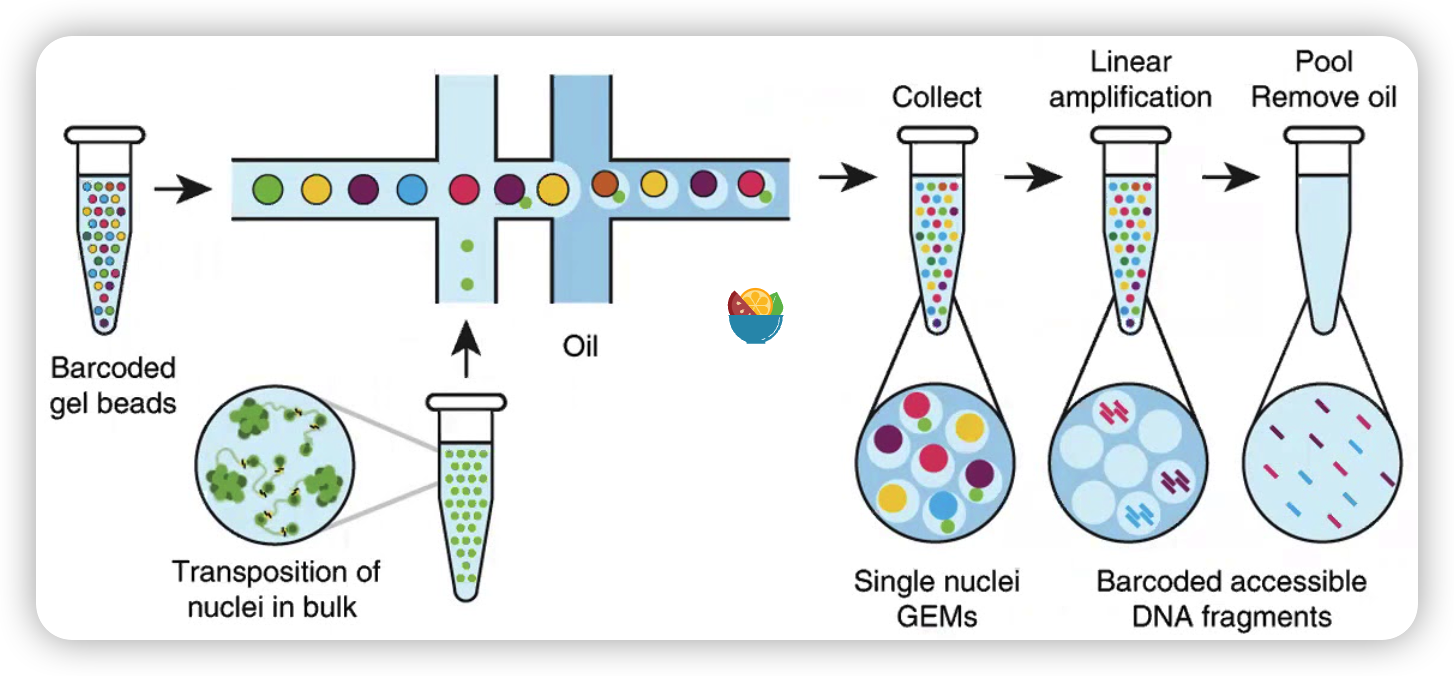 Barcoded
gel beads
Transposition of
nuclei in bulk
Oil
Collect
Linear
amplification
Pool
Remove oil
Single nuclei
GEMs
Barcoded accessible
DNA fragments